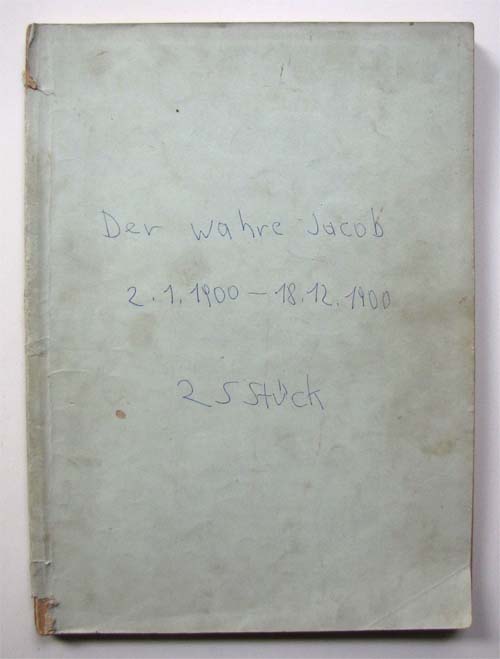 Der wahre Jacob
2.1.1900 – 18.12.1900
25 Stück